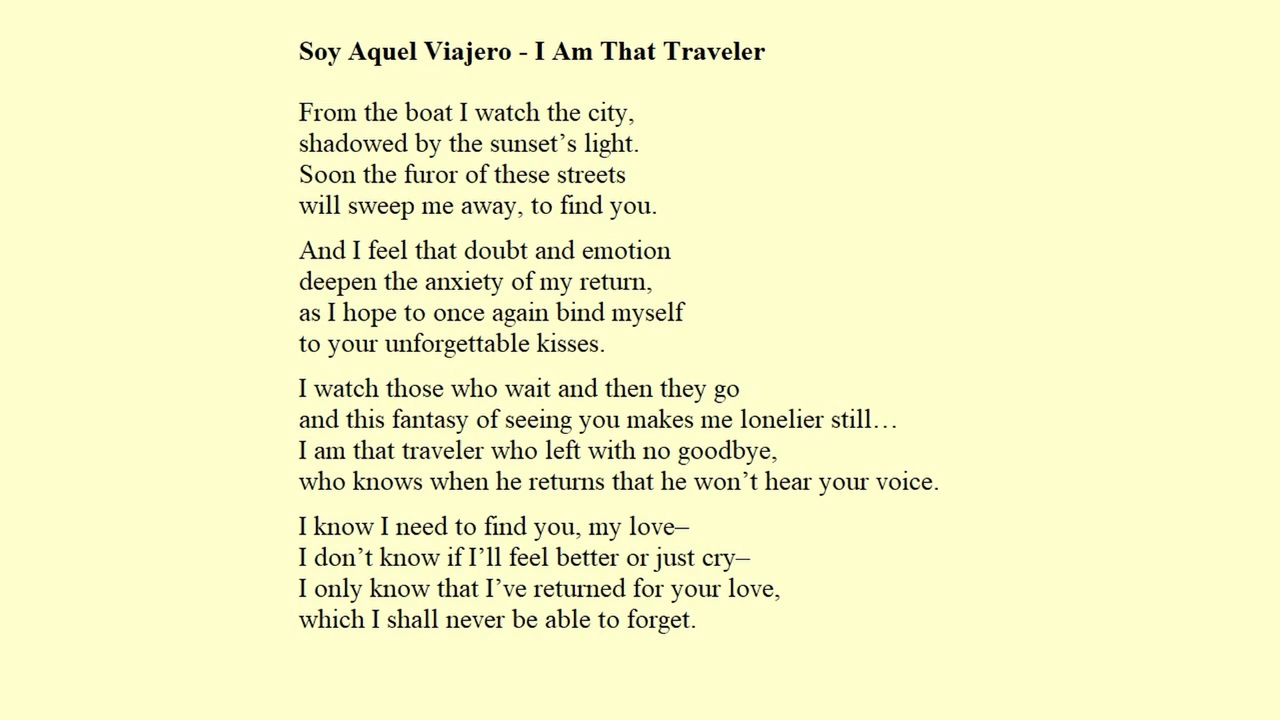 Soy Aquel Viajero - I Am That Traveler
From the boat I watch the city,
shadowed by the sunset’s light.
Soon the furor of these streets
will sweep me away, to find you.
And I feel that doubt and emotion
deepen the anxiety of my return,
as I hope to once again bind myself
to your unforgettable kisses.
I watch those who wait and then they go
and this fantasy of seeing you makes me lonelier still…
I am that traveler who left with no goodbye,
who knows when he returns that he won’t hear your voice.
I know I need to find you, my love–
I don’t know if I’ll feel better or just cry–
I only know that I’ve returned for your love,
which I shall never be able to forget.